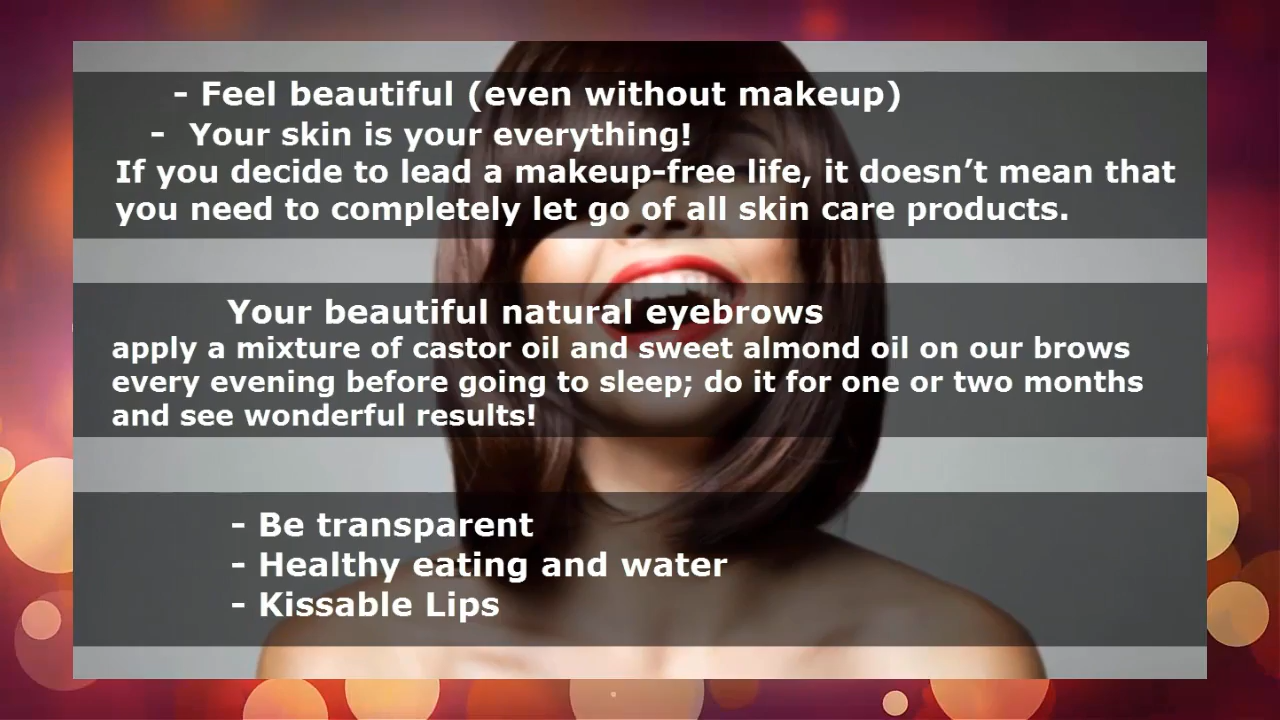 - Feel beautiful (even without makeup)
- Your skin is your everything!
If you decide to lead a makeup-free life, it doesn’t mean that
you need to completely let go of all skin care products.
Your beautiful natural eyebrows
apply a mixture of castor oil and sweet almond oil on our brows
every evening before going to sleep; do it for one or two months
and see wonderful results!
- Be transparent
- Healthy eating and water
- Kissable Lips